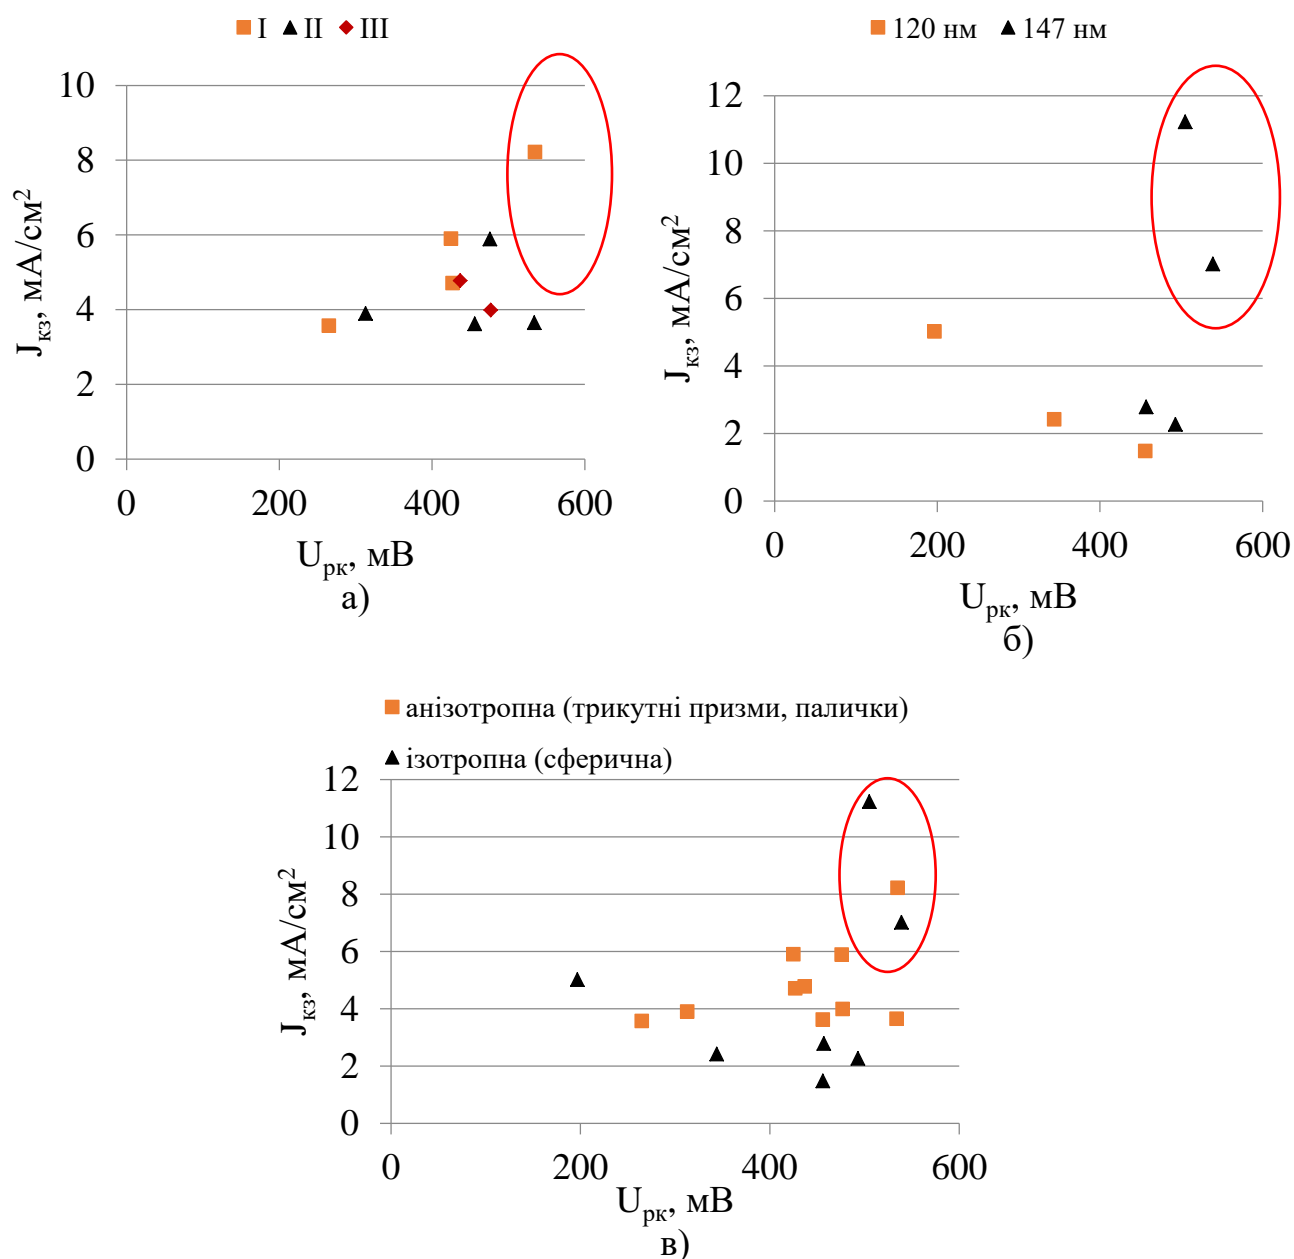 I II III
10
8
6
4
2
0
0 200 400 600
Jкз, мА/см²
Uрк, мВ
а)
120 нм 147 нм
12
10
8
6
4
2
0
0 200 400 600
Jкз, мА/см²
Uрк, мВ
б)
анізотропна (трикутні призми, палички)
ізотропна (сферична)
12
10
8
6
4
2
0
0 200 400 600
Jкз, мА/см²
Uрк, мВ
в)